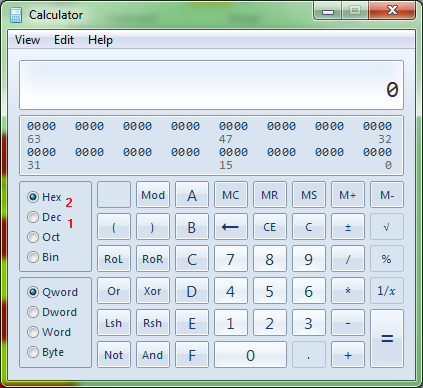 Calculator
View Edit Help
0
0000 0000 0000 0000 0000 0000 0000 0000
63 47 32
0000 0000 0000 0000 0000 0000 0000 0000
31 15 0
Hex 2 Mod A MC MR MS M+ M-
Dec 1 ( ) B ← CE C ± √
Oct RoL RoR C 7 8 9 / %
Bin
Qword Or Xor D 4 5 6 * 1/x
Dword
Word Lsh Rsh E 1 2 3 - =
Byte Not And F 0 . +